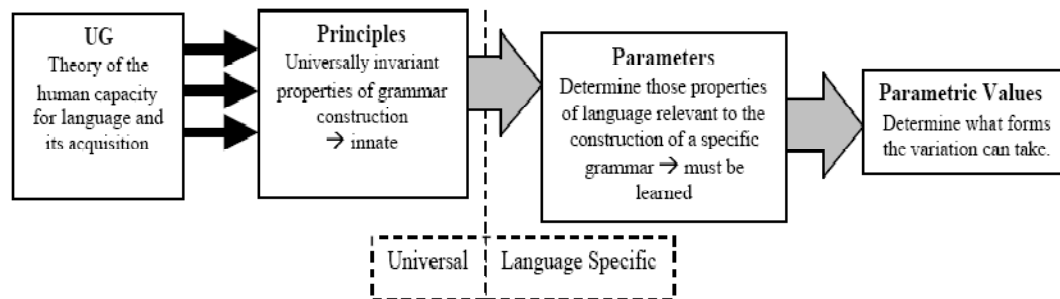 UG
Theory of the
human capacity
for language and
its acquisition
Principles
Universally invariant
properties of grammar
construction
→ innate
Parameters
Determine those properties
of language relevant to the
construction of a specific
grammar → must be
learned
Parametric Values
Determine what forms
the variation can take.
Universal
Language Specific